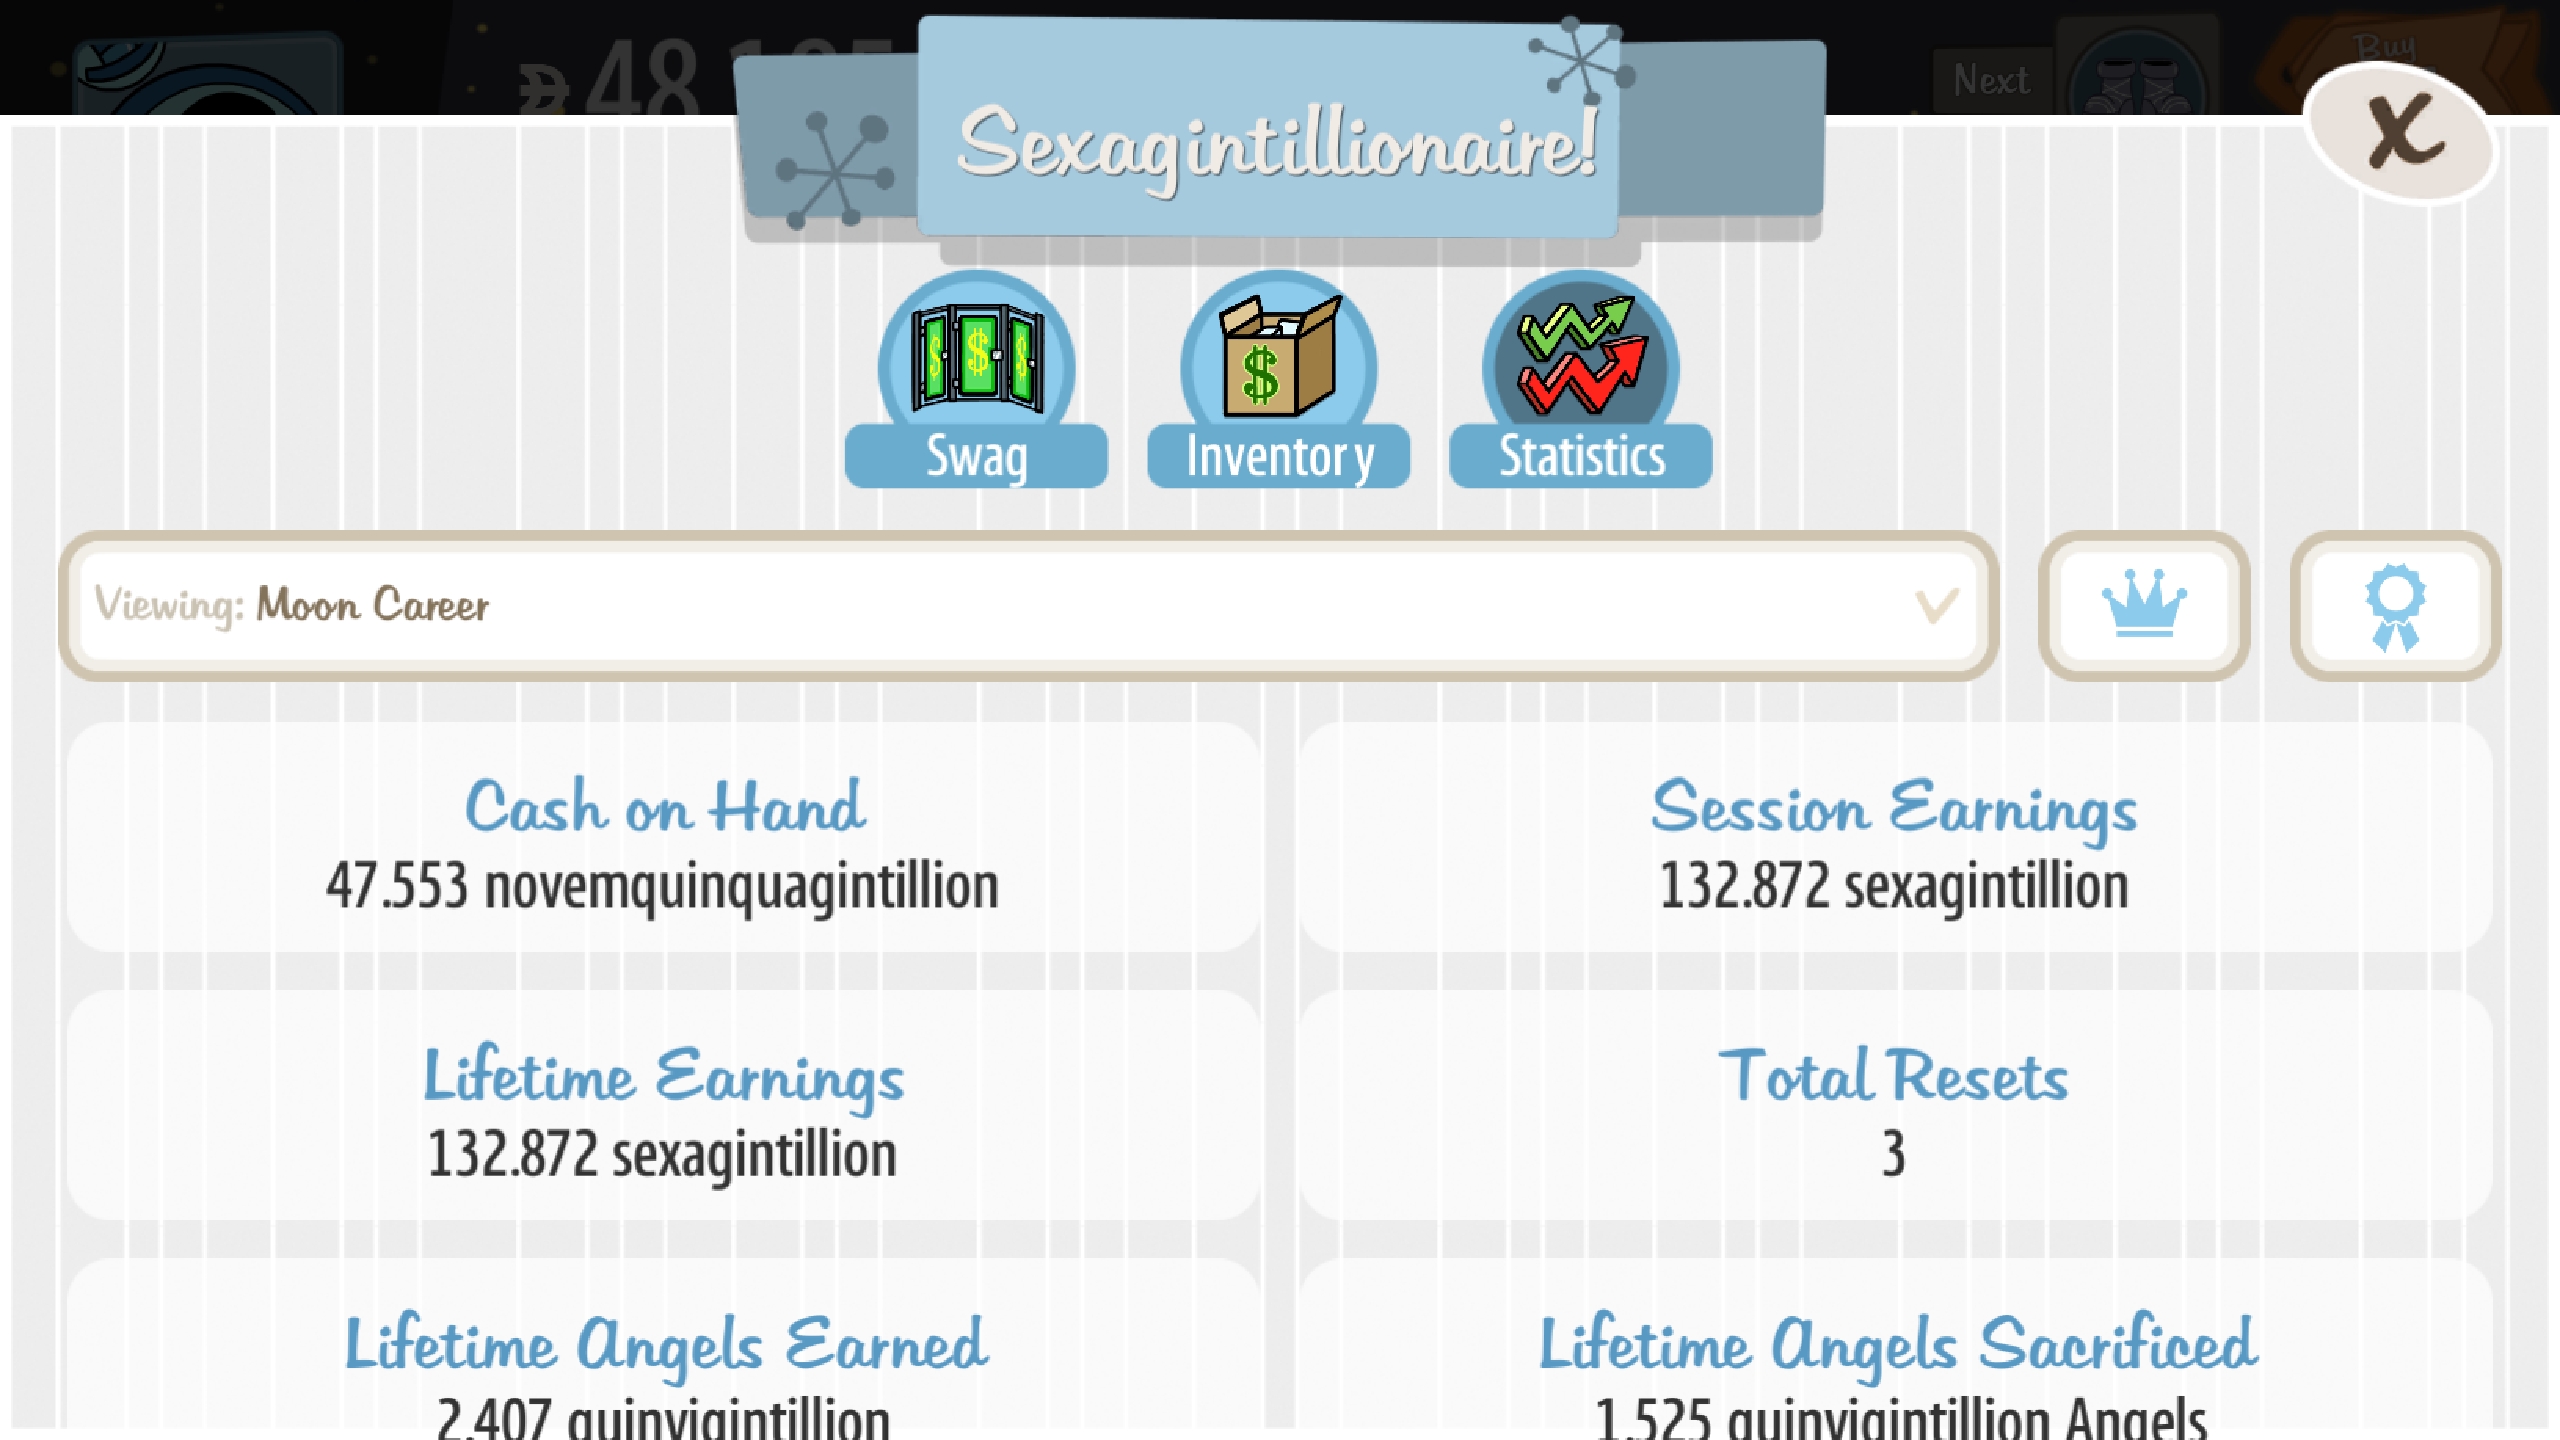 48
Next
Buy
Sexagintillionaire!
X
Swag
Inventory
Statistics
Viewing: Moon Career
Cash on Hand
47.553 novemquinquagintillion
Session Earnings
132.872 sexagintillion
Lifetime Earnings
132.872 sexagintillion
Total Resets
3
Lifetime Angels Earned
2.407 quinvigintillion
Lifetime Angels Sacrificed
1.525 quinvigintillion Angels